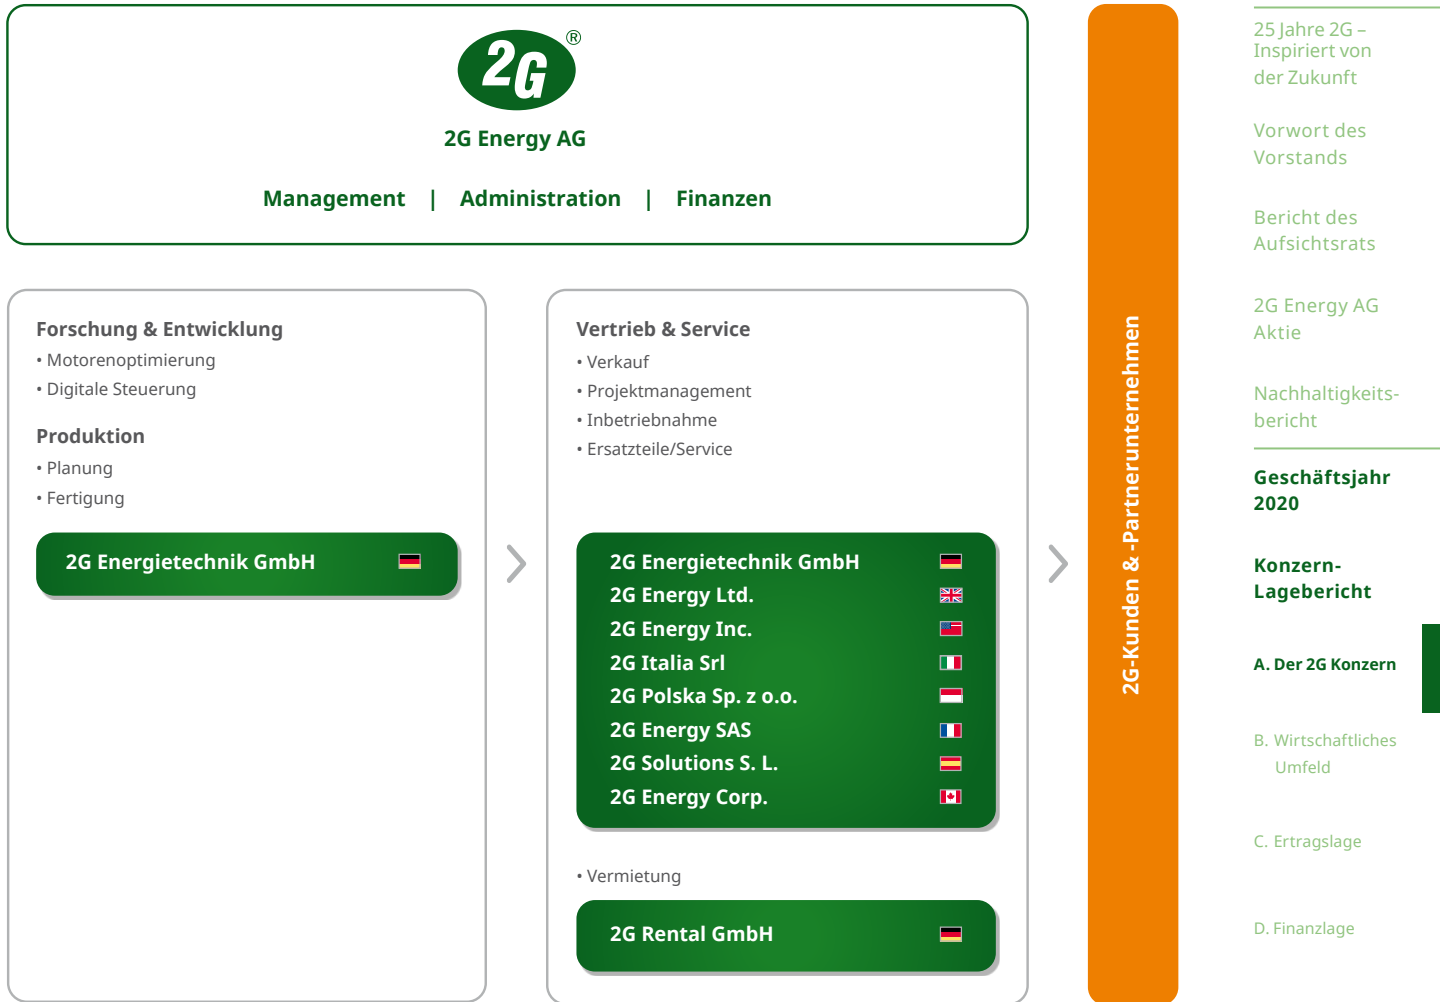 2G®
2G Energy AG
Management | Administration | Finanzen
Forschung & Entwicklung
• Motorenoptimierung
• Digitale Steuerung
Produktion
• Planung
• Fertigung
2G Energietechnik GmbH
Vertrieb & Service
• Verkauf
• Projektmanagement
• Inbetriebnahme
• Ersatzteile/Service
2G Energietechnik GmbH
2G Energy Ltd.
2G Energy Inc.
2G Italia Srl
2G Polska Sp. z o.o.
2G Energy SAS
2G Solutions S. L.
2G Energy Corp.
• Vermietung
2G Rental GmbH
2G-Kunden & -Partnerunternehmen
25 Jahre 2G –
Inspiriert von
der Zukunft
Vorwort des
Vorstands
Bericht des
Aufsichtsrats
2G Energy AG
Aktie
Nachhaltigkeits-
bericht
Geschäftsjahr
2020
Konzern-
Lagebericht
A. Der 2G Konzern
B. Wirtschaftliches
Umfeld
C. Ertragslage
D. Finanzlage